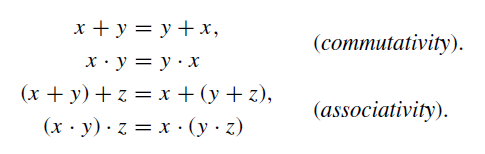 x + y = y + x,
(commutativity).
x · y = y · x
(x + y) + z = x + (y + z),
(associativity).
(x · y) · z = x · (y · z)